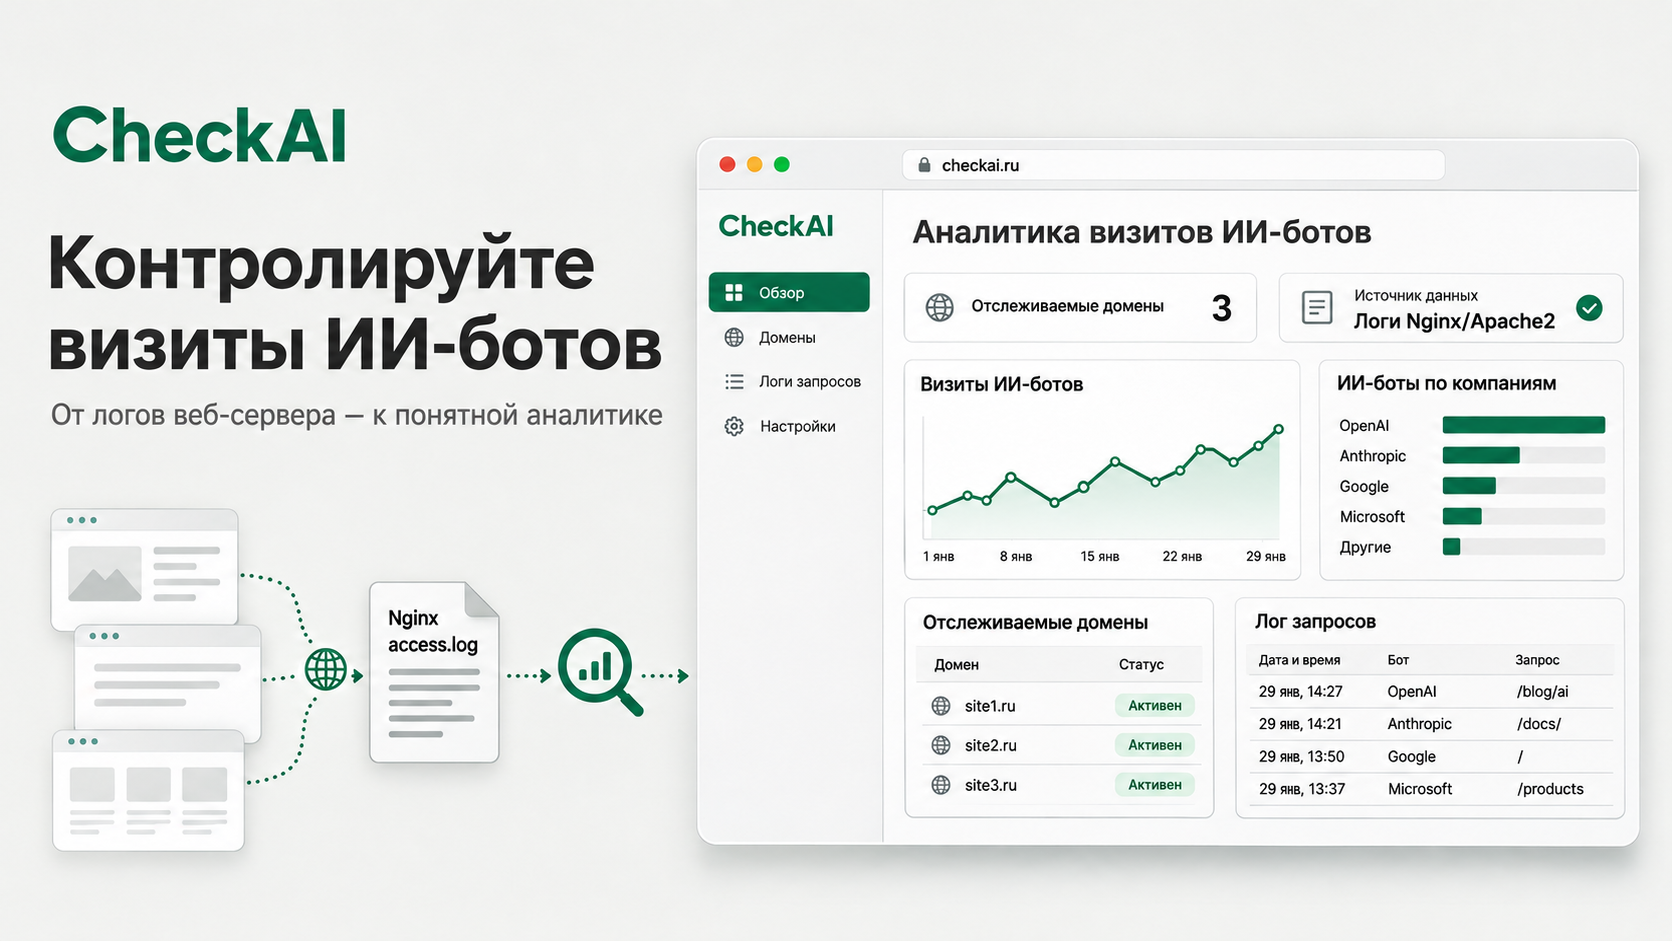 CheckAI
Контролируйте
визиты ИИ-ботов
От логов веб-сервера — к понятной аналитике
Nginx
access.log
checkai.ru
CheckAI
Обзор
Домены
Логи запросов
Настройки
Аналитика визитов ИИ-ботов
Отслеживаемые домены 3
Источник данных
Логи Nginx/Apache2
Визиты ИИ-ботов
1 янв 8 янв 15 янв 22 янв 29 янв
ИИ-боты по компаниям
OpenAI
Anthropic
Google
Microsoft
Другие
Отслеживаемые домены
Домен Статус
site1.ru Активен
site2.ru Активен
site3.ru Активен
Лог запросов
Дата и время Бот Запрос
29 янв, 14:27 OpenAI /blog/ai
29 янв, 14:21 Anthropic /docs/
29 янв, 13:50 Google /
29 янв, 13:37 Microsoft /products